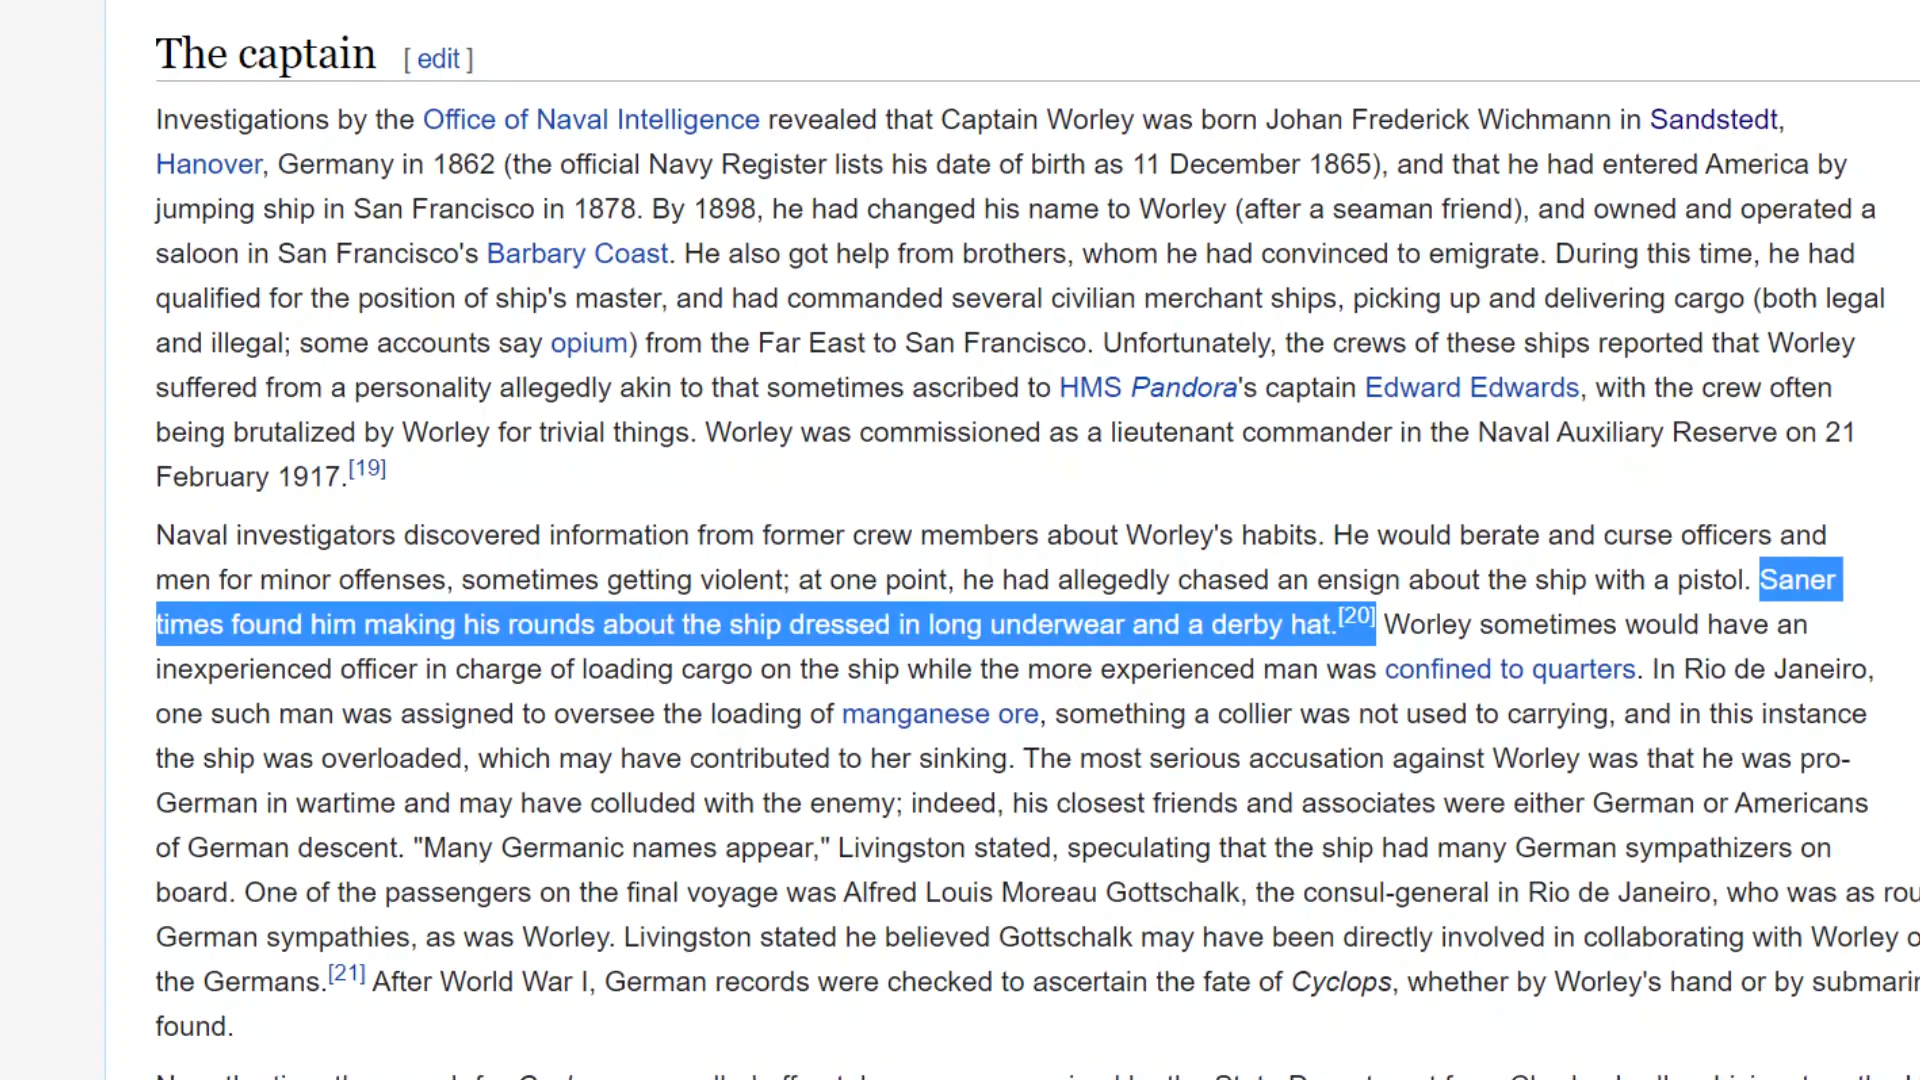 The captain [ edit ]
Investigations by the Office of Naval Intelligence revealed that Captain Worley was born Johan Frederick Wichmann in Sandstedt,
Hanover, Germany in 1862 (the official Navy Register lists his date of birth as 11 December 1865), and that he had entered America by
jumping ship in San Francisco in 1878. By 1898, he had changed his name to Worley (after a seaman friend), and owned and operated a
saloon in San Francisco's Barbary Coast. He also got help from brothers, whom he had convinced to emigrate. During this time, he had
qualified for the position of ship's master, and had commanded several civilian merchant ships, picking up and delivering cargo (both legal
and illegal; some accounts say opium) from the Far East to San Francisco. Unfortunately, the crews of these ships reported that Worley
suffered from a personality allegedly akin to that sometimes ascribed to HMS Pandora's captain Edward Edwards, with the crew often
being brutalized by Worley for trivial things. Worley was commissioned as a lieutenant commander in the Naval Auxiliary Reserve on 21
February 1917.[19]
Naval investigators discovered information from former crew members about Worley's habits. He would berate and curse officers and
men for minor offenses, sometimes getting violent; at one point, he had allegedly chased an ensign about the ship with a pistol. Saner
times found him making his rounds about the ship dressed in long underwear and a derby hat.[20] Worley sometimes would have an
inexperienced officer in charge of loading cargo on the ship while the more experienced man was confined to quarters. In Rio de Janeiro,
one such man was assigned to oversee the loading of manganese ore, something a collier was not used to carrying, and in this instance
the ship was overloaded, which may have contributed to her sinking. The most serious accusation against Worley was that he was pro-
German in wartime and may have colluded with the enemy; indeed, his closest friends and associates were either German or Americans
of German descent. "Many Germanic names appear," Livingston stated, speculating that the ship had many German sympathizers on
board. One of the passengers on the final voyage was Alfred Louis Moreau Gottschalk, the consul-general in Rio de Janeiro, who was as
German sympathies, as was Worley. Livingston stated he believed Gottschalk may have been directly involved in collaborating with Worley
the Germans.[21] After World War I, German records were checked to ascertain the fate of Cyclops, whether by Worley's hand or by
found.